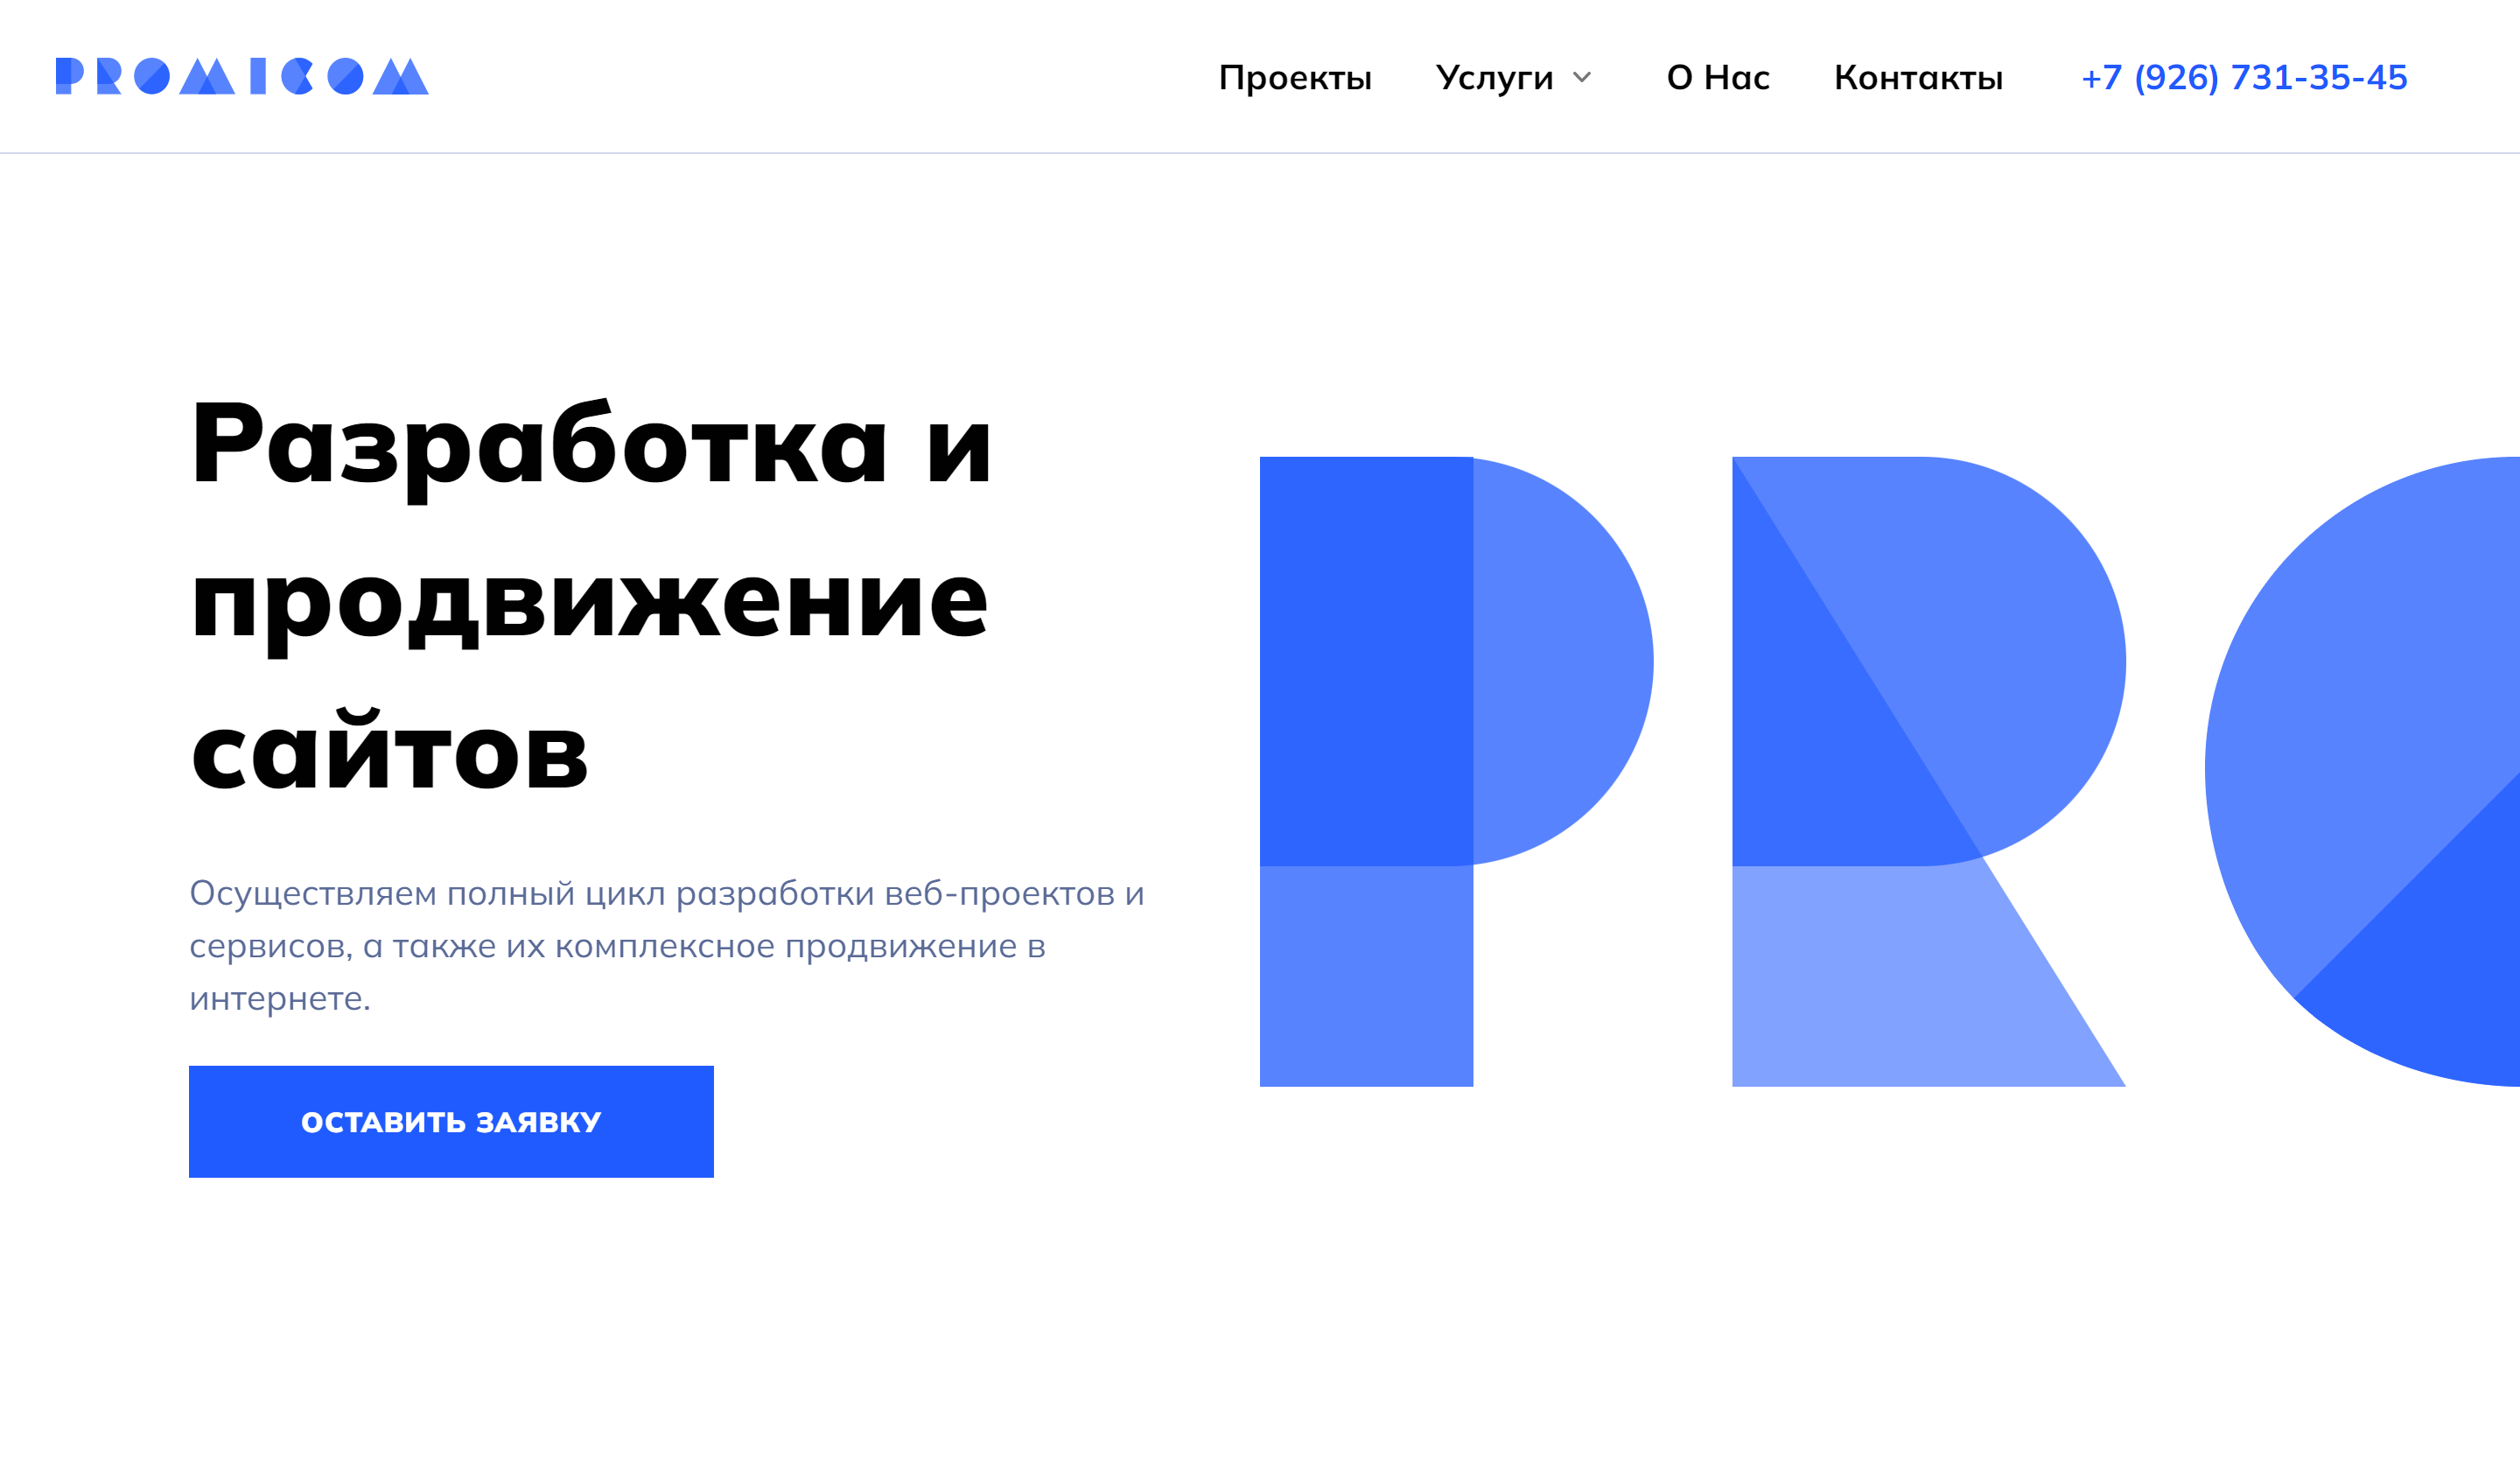 PROMICOM
Проекты Услуги О Нас Контакты +7 (926) 731-35-45
Разработка и
продвижение
сайтов
Осуществляем полный цикл разработки веб-проектов и
сервисов, а также их комплексное продвижение в
интернете.
ОСТАВИТЬ ЗАЯВКУ
PRO